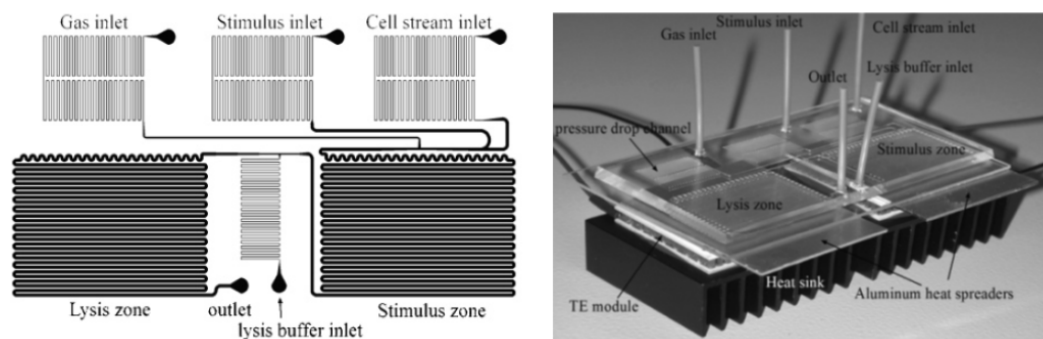 Gas inlet
Stimulus inlet
Cell stream inlet
Lysis zone
outlet
lysis buffer inlet
Stimulus zone
Stimulus inlet
Gas inlet
Cell stream inlet
Lysis buffer inlet
Outlet
pressure drop channel
Stimulus zone
Lysis zone
Heat sink
Aluminum heat spreaders
TE module